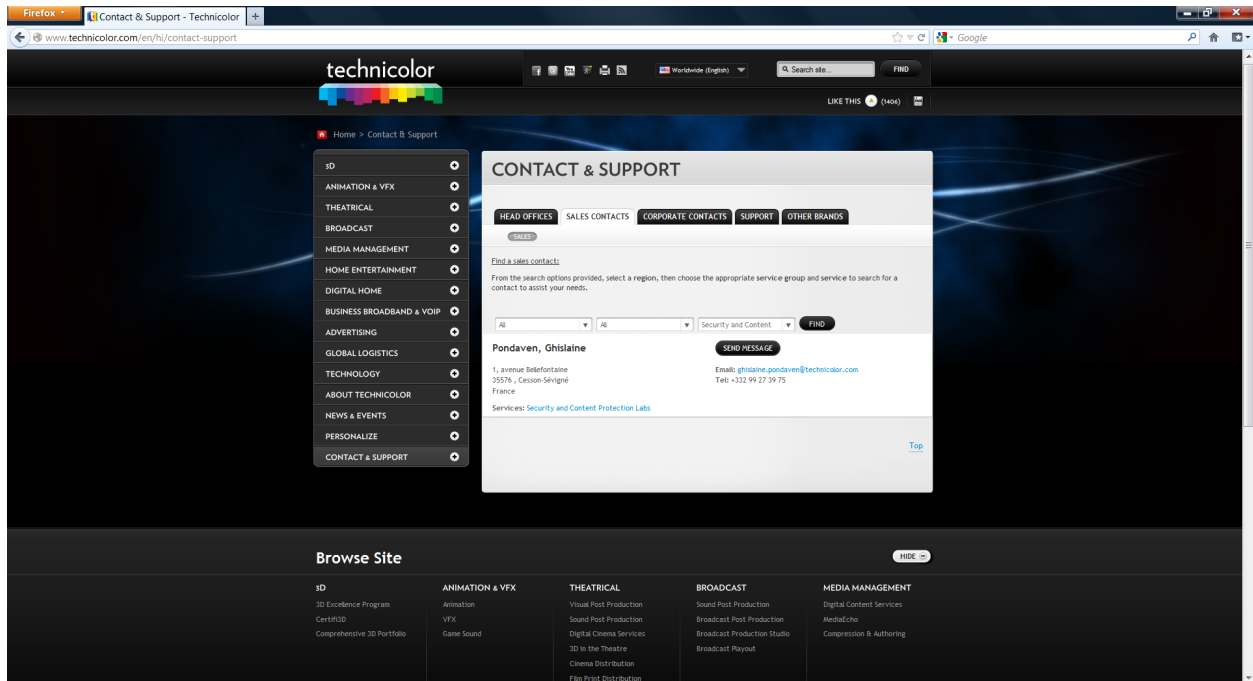 Firefox
Contact & Support - Technicolor
www.technicolor.com/en/hi/contact-support
Google
technicolor
Worldwide (English)
Search site...
FIND
LIKE THIS (1406)
Home > Contact & Support
3D
ANIMATION & VFX
THEATRICAL
BROADCAST
MEDIA MANAGEMENT
HOME ENTERTAINMENT
DIGITAL HOME
BUSINESS BROADBAND & VOIP
ADVERTISING
GLOBAL LOGISTICS
TECHNOLOGY
ABOUT TECHNICOLOR
NEWS & EVENTS
PERSONALIZE
CONTACT & SUPPORT
CONTACT & SUPPORT
HEAD OFFICES
SALES CONTACTS
CORPORATE CONTACTS
SUPPORT
OTHER BRANDS
SALES
Find a sales contact:
From the search options provided, select a region, then choose the appropriate service group and service to search for a
contact to assist your needs.
All
All
Security and Content
FIND
Pondaven, Ghislaine
SEND MESSAGE
1, avenue Bellefontaine
35576 , Cesson-Sévigné
France
Email: ghislaine.pondaven@technicolor.com
Tel: +332 99 27 39 75
Services: Security and Content Protection Labs
Top
Browse Site
HIDE
3D
3D Excellence Program
Certifi3D
Comprehensive 3D Portfolio
ANIMATION & VFX
Animation
VFX
Game Sound
THEATRICAL
Visual Post Production
Sound Post Production
Digital Cinema Services
3D in the Theatre
Cinema Distribution
Film Print Distribution
BROADCAST
Sound Post Production
Broadcast Post Production
Broadcast Production Studio
Broadcast Playout
MEDIA MANAGEMENT
Digital Content Services
MediaEcho
Compression & Authoring